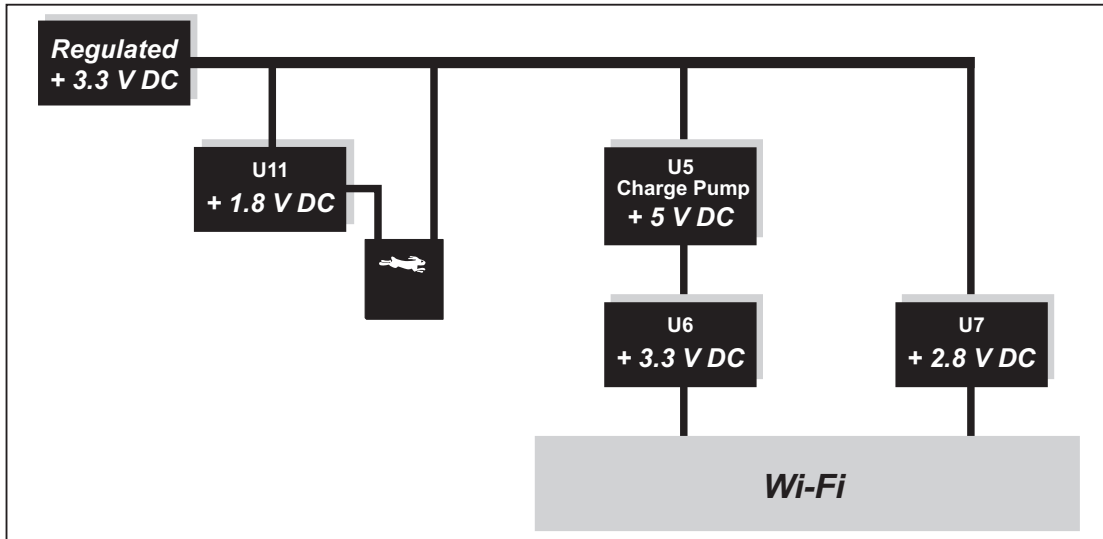 Regulated
+ 3.3 V DC
U11
+ 1.8 V DC
U5
Charge Pump
+ 5 V DC
U6
+ 3.3 V DC
U7
+ 2.8 V DC
Wi-Fi